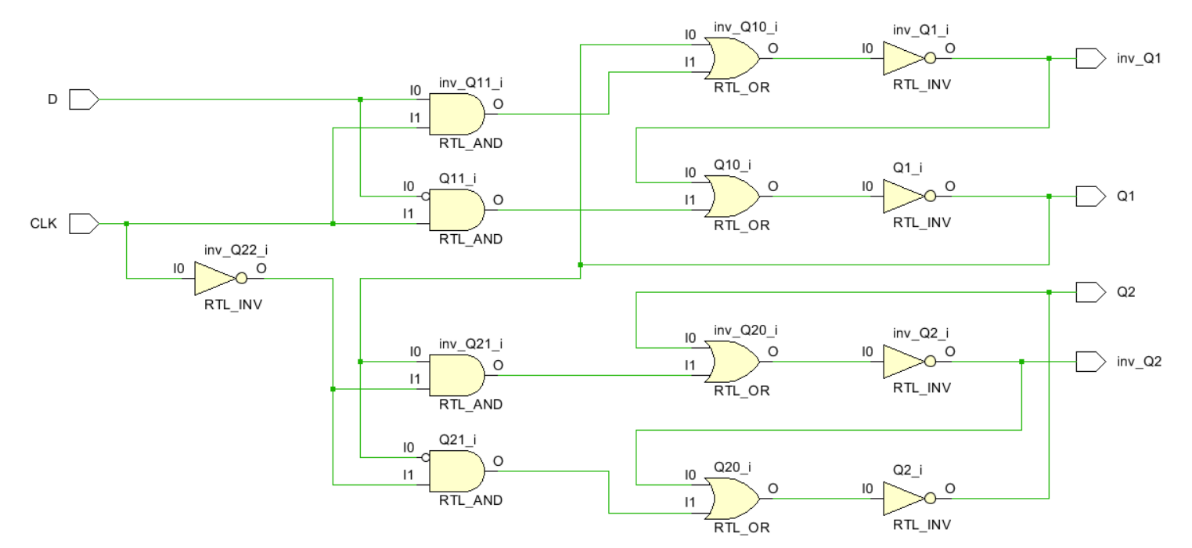 inv_Q10_i
I0
O
I1
RTL_OR
inv_Q1_i
I0
O
RTL_INV
inv_Q1
D
inv_Q11_i
I0
O
I1
RTL_AND
Q11_i
I0
O
I1
RTL_AND
Q10_i
I0
O
I1
RTL_OR
Q1_i
I0
O
RTL_INV
Q1
CLK
inv_Q22_i
I0
O
RTL_INV
Q2
inv_Q21_i
I0
O
I1
RTL_AND
inv_Q20_i
I0
O
I1
RTL_OR
inv_Q2_i
I0
O
RTL_INV
inv_Q2
Q21_i
I0
O
I1
RTL_AND
Q20_i
I0
O
I1
RTL_OR
Q2_i
I0
O
RTL_INV